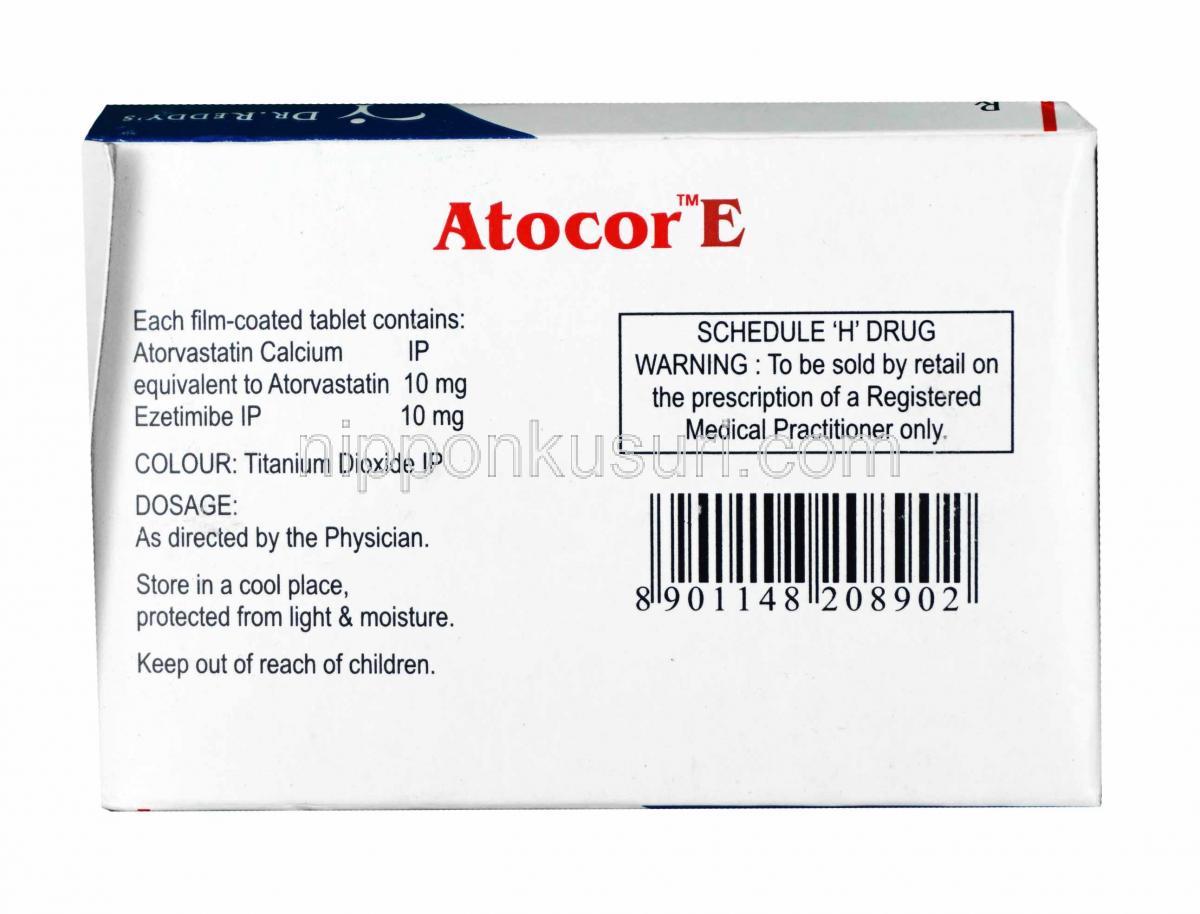 DR.REDDY'S
Rx
Atocor™ E
Each film-coated tablet contains:
Atorvastatin Calcium IP
equivalent to Atorvastatin 10 mg
Ezetimibe IP 10 mg
COLOUR: Titanium Dioxide IP
DOSAGE:
As directed by the Physician.
Store in a cool place,
protected from light & moisture.
Keep out of reach of children.
SCHEDULE 'H' DRUG
WARNING : To be sold by retail on
the prescription of a Registered
Medical Practitioner only.
nipponkusuri.com
8 901148 208902